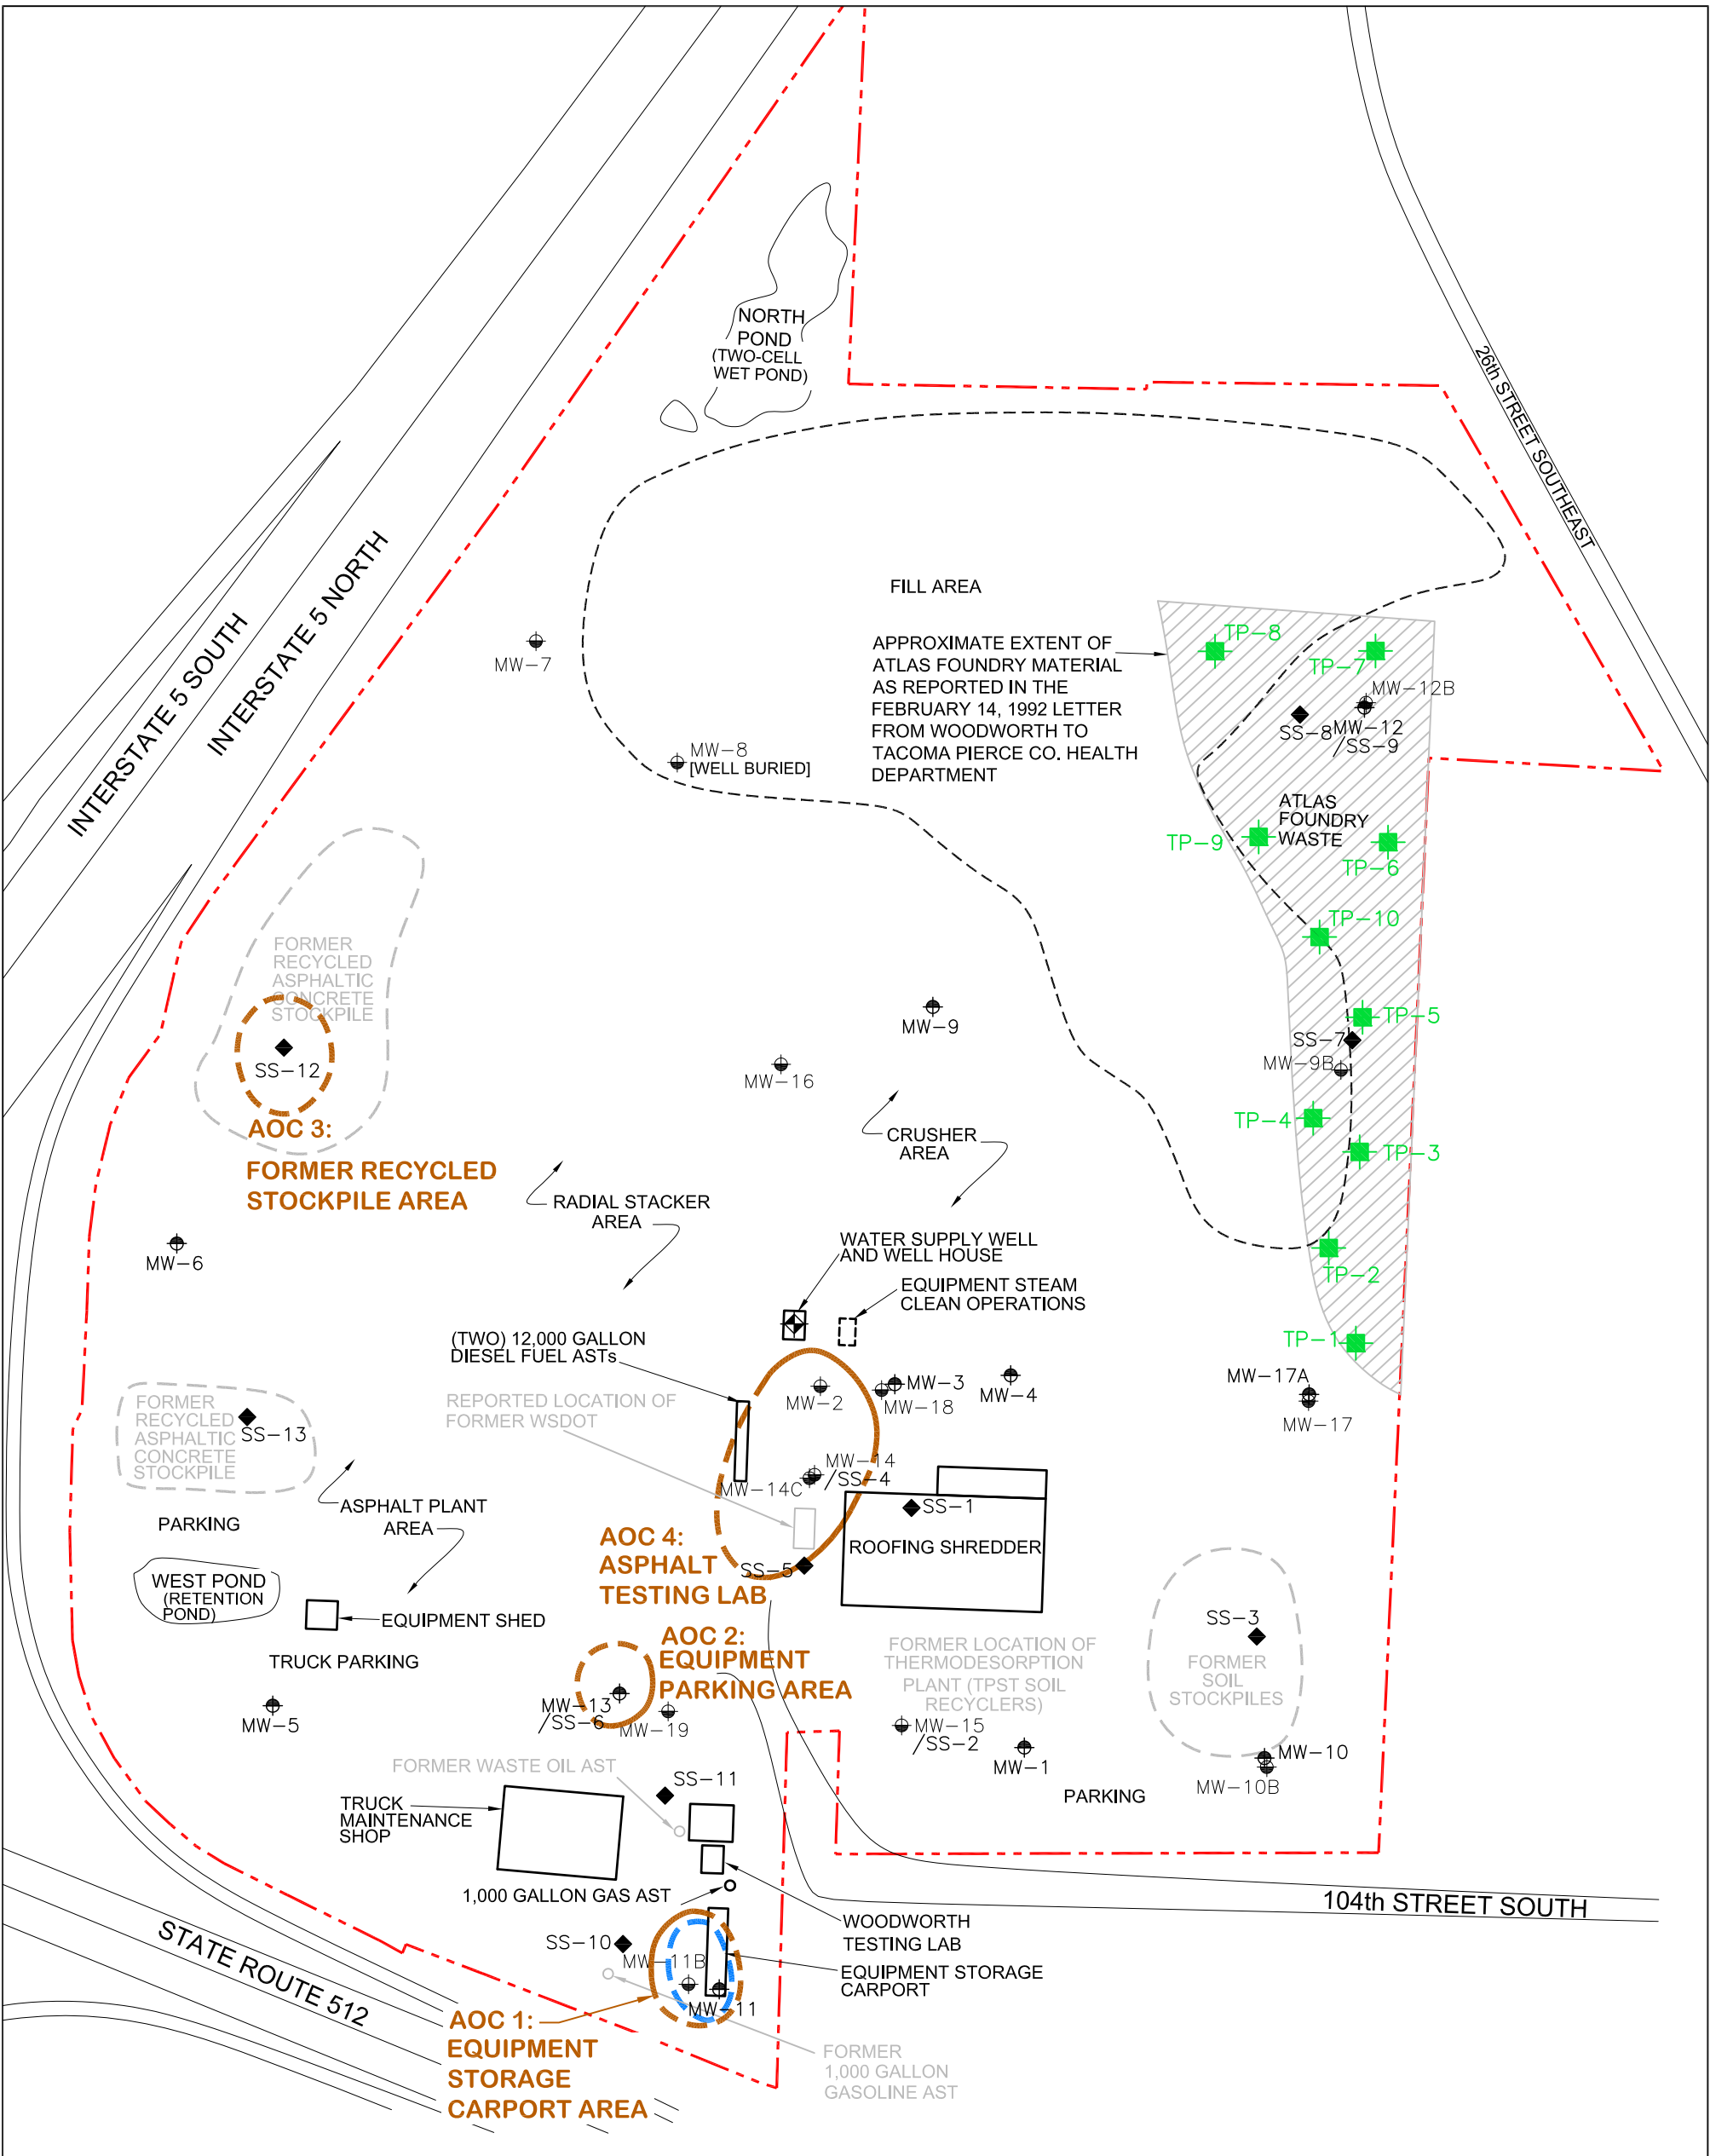 NORTH
POND
(TWO-CELL
WET POND)
26th STREET SOUTHEAST
INTERSTATE 5 SOUTH
INTERSTATE 5 NORTH
FILL AREA
APPROXIMATE EXTENT OF
ATLAS FOUNDRY MATERIAL
AS REPORTED IN THE
FEBRUARY 14, 1992 LETTER
FROM WOODWORTH TO
TACOMA PIERCE CO. HEALTH
DEPARTMENT
TP-8
TP-7
MW-7
MW-12B
SS-8
MW-12
/SS-9
MW-8
[WELL BURIED]
ATLAS
FOUNDRY
WASTE
TP-9
TP-6
TP-10
FORMER
RECYCLED
ASPHALTIC
CONCRETE
STOCKPILE
MW-9
TP-5
SS-7
MW-9B
SS-12
MW-16
AOC 3:
FORMER RECYCLED
STOCKPILE AREA
TP-4
CRUSHER
AREA
TP-3
RADIAL STACKER
AREA
MW-6
WATER SUPPLY WELL
AND WELL HOUSE
TP-2
EQUIPMENT STEAM
CLEAN OPERATIONS
(TWO) 12,000 GALLON
DIESEL FUEL ASTs
TP-1
MW-2
MW-3
MW-18
MW-4
MW-17A
MW-17
REPORTED LOCATION OF
FORMER WSDOT
FORMER
RECYCLED
ASPHALTIC
CONCRETE
STOCKPILE
SS-13
MW-14
/SS-4
MW-14C
ASPHALT PLANT
AREA
PARKING
SS-1
ROOFING SHREDDER
AOC 4:
ASPHALT
TESTING LAB
SS-5
WEST POND
(RETENTION
POND)
EQUIPMENT SHED
TRUCK PARKING
AOC 2:
EQUIPMENT
PARKING AREA
SS-3
FORMER
SOIL
STOCKPILES
FORMER LOCATION OF
THERMODESORPTION
PLANT (TPST SOIL
RECYCLERS)
MW-5
MW-13
/SS-6
MW-19
MW-15
/SS-2
MW-1
MW-10
MW-10B
PARKING
FORMER WASTE OIL AST
SS-11
TRUCK
MAINTENANCE
SHOP
1,000 GALLON GAS AST
104th STREET SOUTH
WOODWORTH
TESTING LAB
SS-10
MW-11B
EQUIPMENT STORAGE
CARPORT
MW-11
STATE ROUTE 512
AOC 1:
EQUIPMENT
STORAGE
CARPORT AREA
FORMER
1,000 GALLON
GASOLINE AST